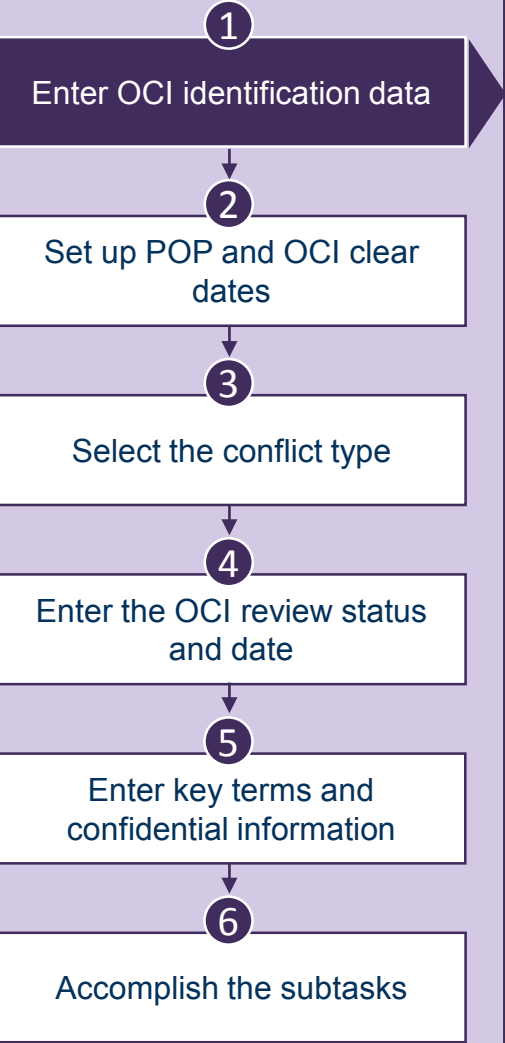 1
Enter OCI identification data
2
Set up POP and OCI clear
dates
3
Select the conflict type
4
Enter the OCI review status
and date
5
Enter key terms and
confidential information
6
Accomplish the subtasks